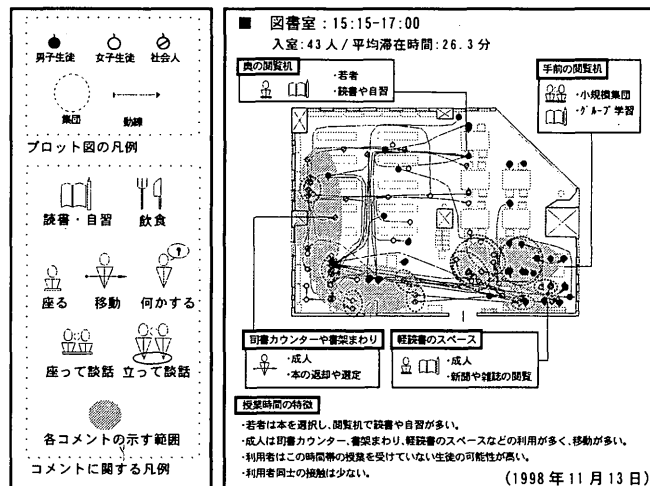 男子生徒 女子生徒 社会人
集団 動線
プロット図の凡例
読書・自習 飲食
座る 移動 何かする
座って談話 立って談話
各コメントの示す範囲
コメントに関する凡例
■ 図書室：15:15-17:00
入室：43人/平均滞在時間：26.3分
奥の閲覧机
・若者
・読書や自習
手前の閲覧机
・小規模集団
・グループ学習
司書カウンターや書架まわり
・成人
・本の返却や選定
軽読書のスペース
・成人
・新聞や雑誌の閲覧
授業時間の特徴
・若者は本を選択し、閲覧机で読書や自習が多い。
・成人は司書カウンター、書架まわり、軽読書のスペースなどの利用が多く、移動が多い。
・利用者はこの時間帯の授業を受けていない生徒の可能性が高い。
・利用者同士の接触は少ない。
(1998年11月13日)